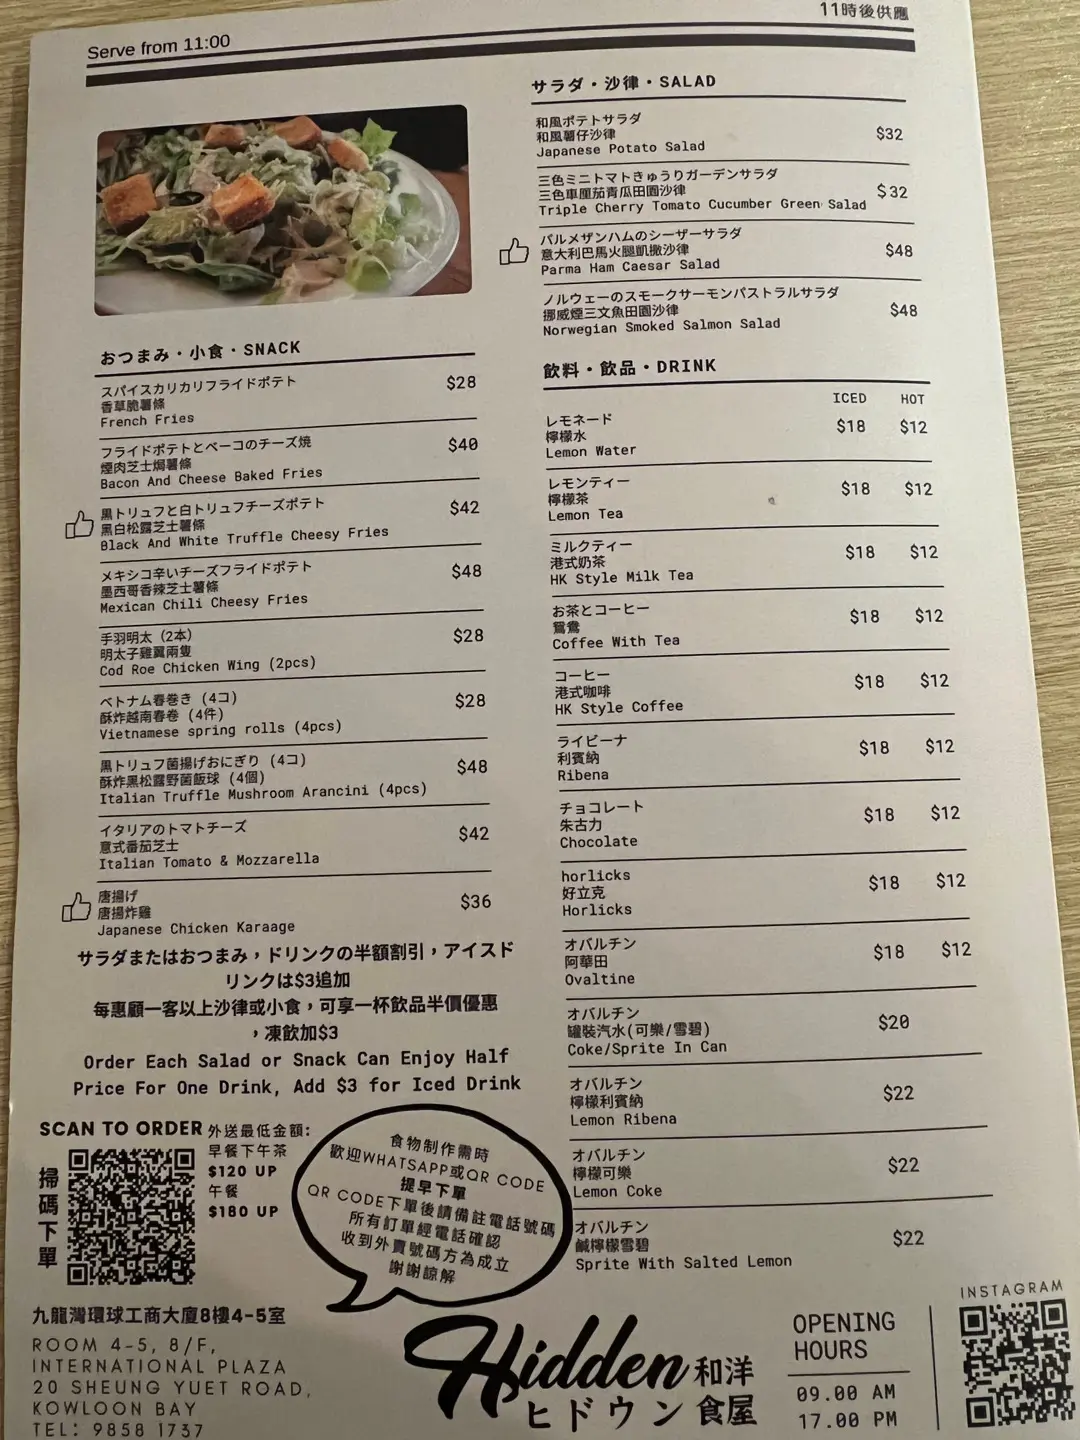 Serve from 11:00
11時後供應
サラダ・沙律・SALAD
和風ポテトサラダ
和風薯仔沙律
Japanese Potato Salad
$32
三色ミニトマトきゅうりガーデンサラダ
三色車厘茄青瓜田園沙律
Triple Cherry Tomato Cucumber Green Salad
$32
パルメザンハムのシーザーサラダ
意大利巴馬火腿凱撒沙律
Parma Ham Caesar Salad
$48
ノルウェーのスモークサーモンパストラルサラダ
挪威煙三文魚田園沙律
Norwegian Smoked Salmon Salad
$48
おつまみ・小食・SNACK
スパイスカリカリフライドポテト
香草脆薯條
French Fries
$28
フライドポテトとベーコのチーズ焼
煙肉芝士焗薯條
Bacon And Cheese Baked Fries
$40
黒トリュフと白トリュフチーズポテト
黑白松露芝士薯條
Black And White Truffle Cheesy Fries
$42
メキシコ辛いチーズフライドポテト
墨西哥香辣芝士薯條
Mexican Chili Cheesy Fries
$48
手羽明太 (2本)
明太子雞翼兩隻
Cod Roe Chicken Wing (2pcs)
$28
ベトナム春巻き (4コ)
酥炸越南春卷 (4件)
Vietnamese spring rolls (4pcs)
$28
黒トリュフ菌揚げおにぎり (4コ)
酥炸黑松露野菌飯球 (4個)
Italian Truffle Mushroom Arancini (4pcs)
$48
イタリアのトマトチーズ
意式番茄芝士
Italian Tomato & Mozzarella
$42
唐揚げ
唐揚炸雞
Japanese Chicken Karaage
$36
サラダまたはおつまみ，ドリンクの半額割引，アイスド
リンクは$3追加
每惠顧一客以上沙律或小食，可享一杯飲品半價優惠
，凍飲加$3
Order Each Salad or Snack Can Enjoy Half
Price For One Drink, Add $3 for Iced Drink
飲料・飲品・DRINK
ICED HOT
レモネード
檸檬水
Lemon Water
$18 $12
レモンティー
檸檬茶
Lemon Tea
$18 $12
ミルクティー
港式奶茶
HK Style Milk Tea
$18 $12
お茶とコーヒー
鴛鴦
Coffee With Tea
$18 $12
コーヒー
港式咖啡
HK Style Coffee
$18 $12
ライビーナ
利賓納
Ribena
$18 $12
チョコレート
朱古力
Chocolate
$18 $12
horlicks
好立克
Horlicks
$18 $12
オバルチン
阿華田
Ovaltine
$18 $12
オバルチン
罐裝汽水(可樂/雪碧)
Coke/Sprite In Can
$20
オバルチン
檸檬利賓納
Lemon Ribena
$22
オバルチン
檸檬可樂
Lemon Coke
$22
オバルチン
鹹檸檬雪碧
Sprite With Salted Lemon
$22
SCAN TO ORDER
掃碼下單
外送最低金額:
早餐下午茶
$120 UP
午餐
$180 UP
食物制作需時
歡迎WHATSAPP或QR CODE
提早下單
QR CODE下單後請備註電話號碼
所有訂單經電話確認
收到外賣號碼方為成立
謝謝諒解
九龍灣環球工商大廈8樓4-5室
ROOM 4-5, 8/F,
INTERNATIONAL PLAZA
20 SHEUNG YUET ROAD,
KOWLOON BAY
TEL: 9858 1737
Hidden 和洋
ヒドウン 食屋
OPENING
HOURS
09.00 AM
17.00 PM
INSTAGRAM